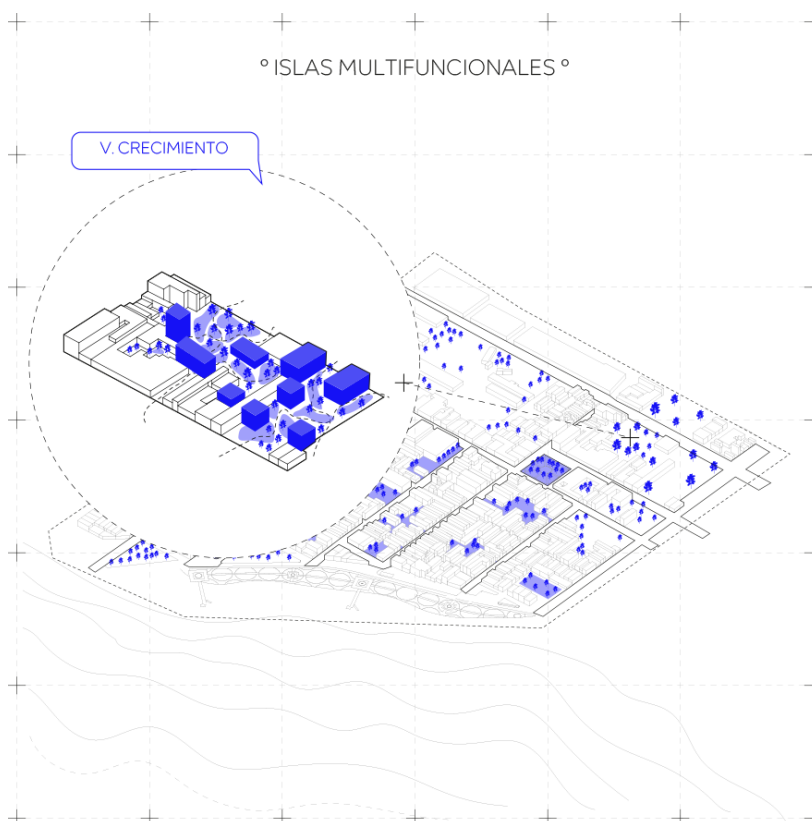 ° ISLAS MULTIFUNCIONALES °
V. CRECIMIENTO